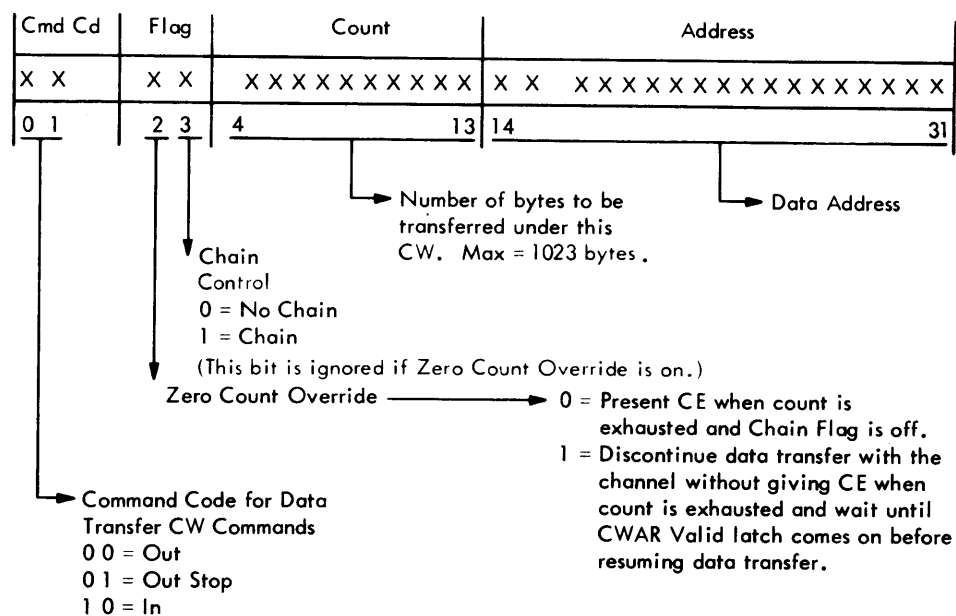 Cmd Cd Flag Count Address
X X X X X X X X X X X X X X X X X X X X X X X X X X X X X X X X
0 1 2 3 4 13 14 31
Number of bytes to be
transferred under this
CW. Max = 1023 bytes.
Data Address
Chain
Control
0 = No Chain
1 = Chain
(This bit is ignored if Zero Count Override is on.)
Zero Count Override
0 = Present CE when count is
exhausted and Chain Flag is off.
1 = Discontinue data transfer with the
channel without giving CE when
count is exhausted and wait until
CWAR Valid latch comes on before
resuming data transfer.
Command Code for Data
Transfer CW Commands
0 0 = Out
0 1 = Out Stop
1 0 = In